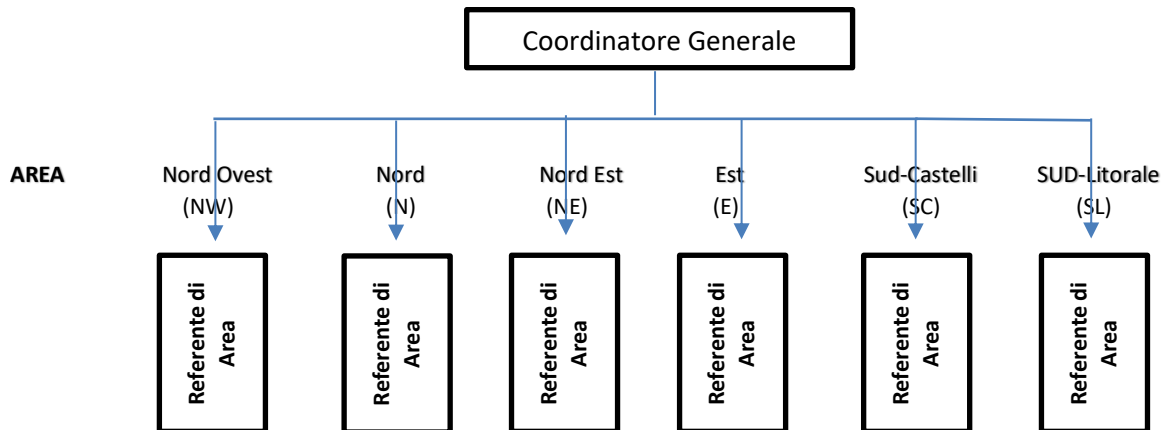 Coordinatore Generale
AREA Nord Ovest Nord Nord Est Est Sud-Castelli SUD-Litorale
(NW) (N) (NE) (E) (SC) (SL)
Referente di
Area
Referente di
Area
Referente di
Area
Referente di
Area
Referente di
Area
Referente di
Area